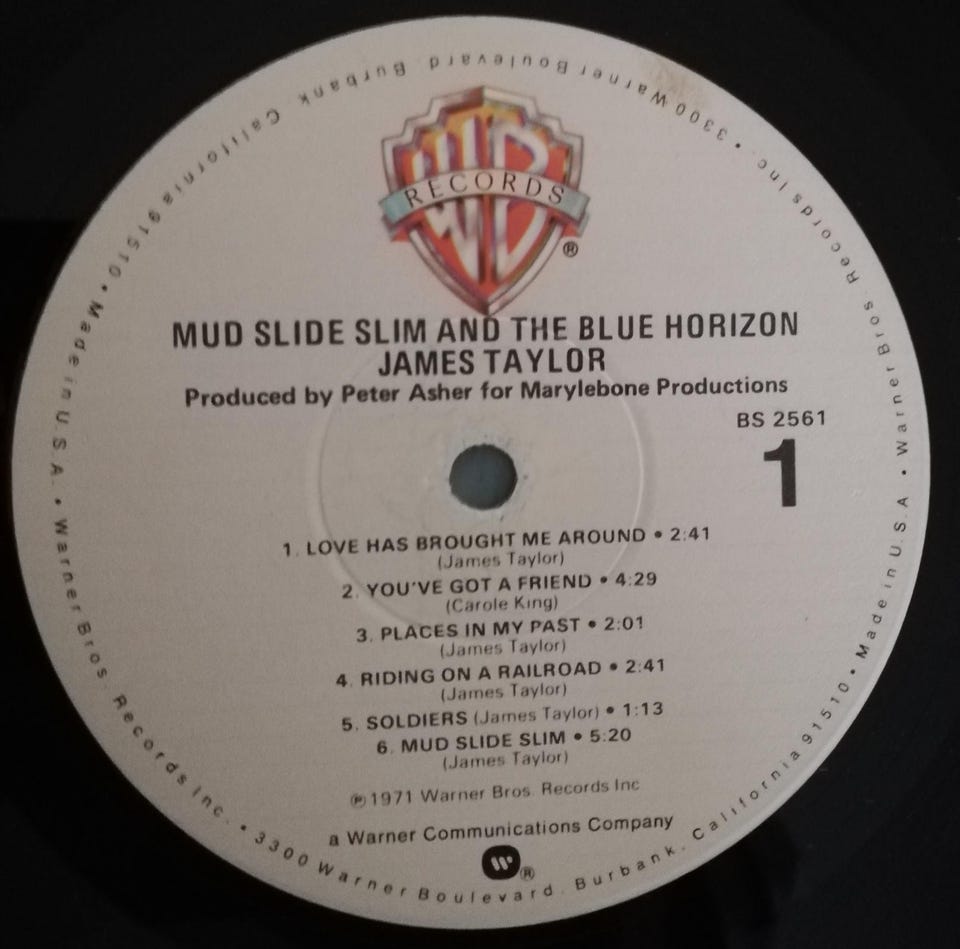 WB
RECORDS
®
MUD SLIDE SLIM AND THE BLUE HORIZON
JAMES TAYLOR
Produced by Peter Asher for Marylebone Productions
BS 2561
1
1. LOVE HAS BROUGHT ME AROUND • 2:41
(James Taylor)
2. YOU'VE GOT A FRIEND • 4:29
(Carole King)
3. PLACES IN MY PAST • 2:01
(James Taylor)
4. RIDING ON A RAILROAD • 2:41
(James Taylor)
5. SOLDIERS (James Taylor) • 1:13
6. MUD SLIDE SLIM • 5:20
(James Taylor)
℗1971 Warner Bros. Records Inc
a Warner Communications Company
W®
Warner Bros. Records Inc. • 3300 Warner Boulevard. Burbank. California 91510 • Made in U.S.A. • Warner Bros. Records Inc. • 3300 Warner Boulevard. Burbank. California 91510 • Made in U.S.A •